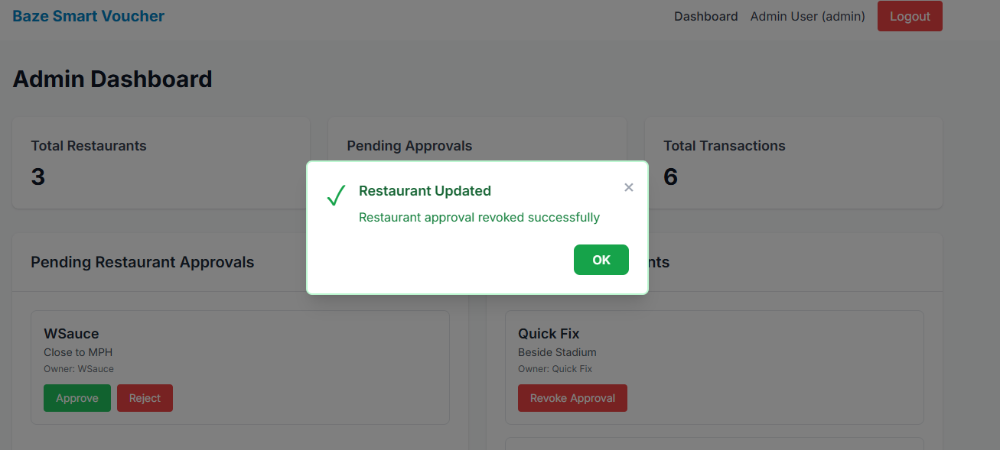 Baze Smart Voucher
Dashboard Admin User (admin) Logout
Admin Dashboard
Total Restaurants
3
Pending Approvals
Total Transactions
6
Restaurant Updated
×
Restaurant approval revoked successfully
OK
Pending Restaurant Approvals
WSauce
Close to MPH
Owner: WSauce
Approve Reject
Quick Fix
Beside Stadium
Owner: Quick Fix
Revoke Approval